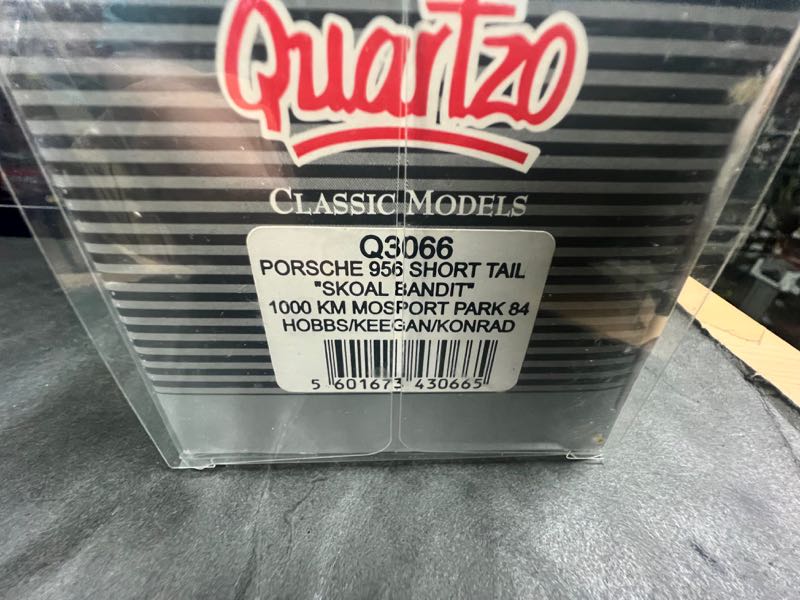 Quartzo
CLASSIC MODELS
Q3066
PORSCHE 956 SHORT TAIL
"SKOAL BANDIT"
1000 KM MOSPORT PARK 84
HOBBS/KEEGAN/KONRAD
5 601673 430665